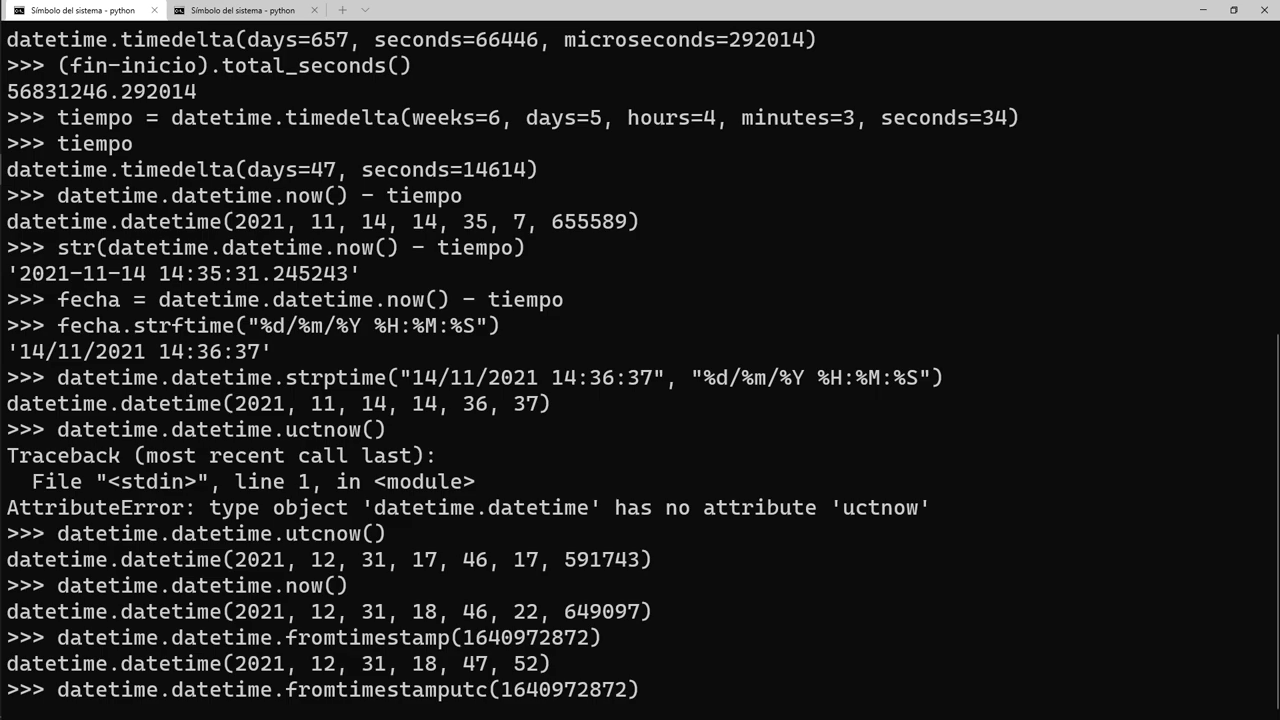 Símbolo del sistema - python
Símbolo del sistema - python
datetime.timedelta(days=657, seconds=66446, microseconds=292014)
>>> (fin-inicio).total_seconds()
56831246.292014
>>> tiempo = datetime.timedelta(weeks=6, days=5, hours=4, minutes=3, seconds=34)
>>> tiempo
datetime.timedelta(days=47, seconds=14614)
>>> datetime.datetime.now() - tiempo
datetime.datetime(2021, 11, 14, 14, 35, 7, 655589)
>>> str(datetime.datetime.now() - tiempo)
'2021-11-14 14:35:31.245243'
>>> fecha = datetime.datetime.now() - tiempo
>>> fecha.strftime("%d/%m/%Y %H:%M:%S")
'14/11/2021 14:36:37'
>>> datetime.datetime.strptime("14/11/2021 14:36:37", "%d/%m/%Y %H:%M:%S")
datetime.datetime(2021, 11, 14, 14, 36, 37)
>>> datetime.datetime.uctnow()
Traceback (most recent call last):
  File "<stdin>", line 1, in <module>
AttributeError: type object 'datetime.datetime' has no attribute 'uctnow'
>>> datetime.datetime.utcnow()
datetime.datetime(2021, 12, 31, 17, 46, 17, 591743)
>>> datetime.datetime.now()
datetime.datetime(2021, 12, 31, 18, 46, 22, 649097)
>>> datetime.datetime.fromtimestamp(1640972872)
datetime.datetime(2021, 12, 31, 18, 47, 52)
>>> datetime.datetime.fromtimestamputc(1640972872)